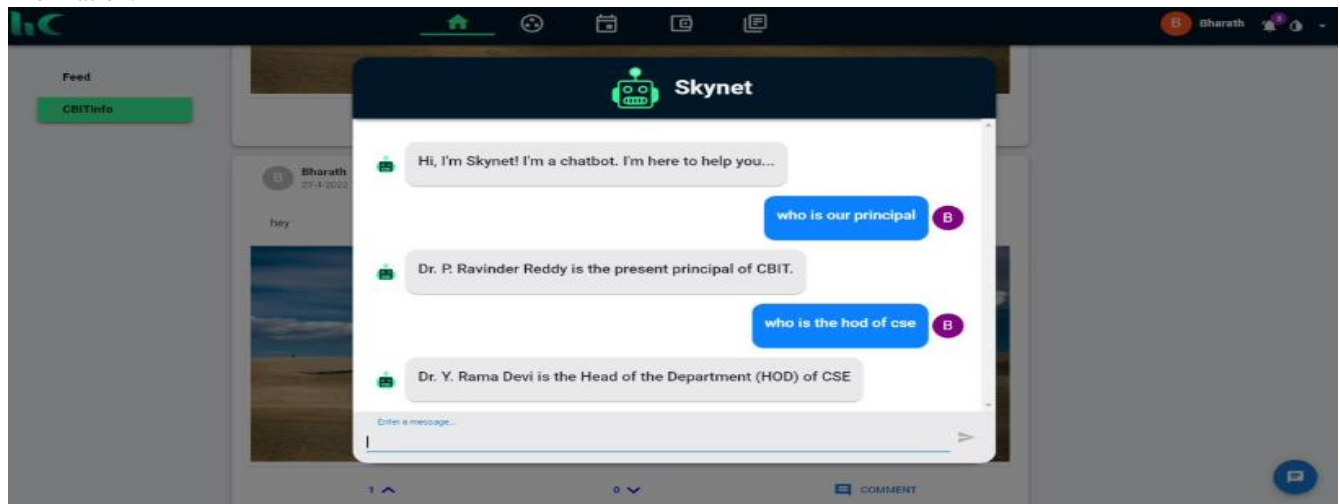 B Bharath
Feed
CBITinfo
Skynet
Hi, I'm Skynet! I'm a chatbot. I'm here to help you...
who is our principal
B
Dr. P. Ravinder Reddy is the present principal of CBIT.
who is the hod of cse
B
Dr. Y. Rama Devi is the Head of the Department (HOD) of CSE
Enter a message...
B Bharath
27-4-2022
hey
1
0
COMMENT